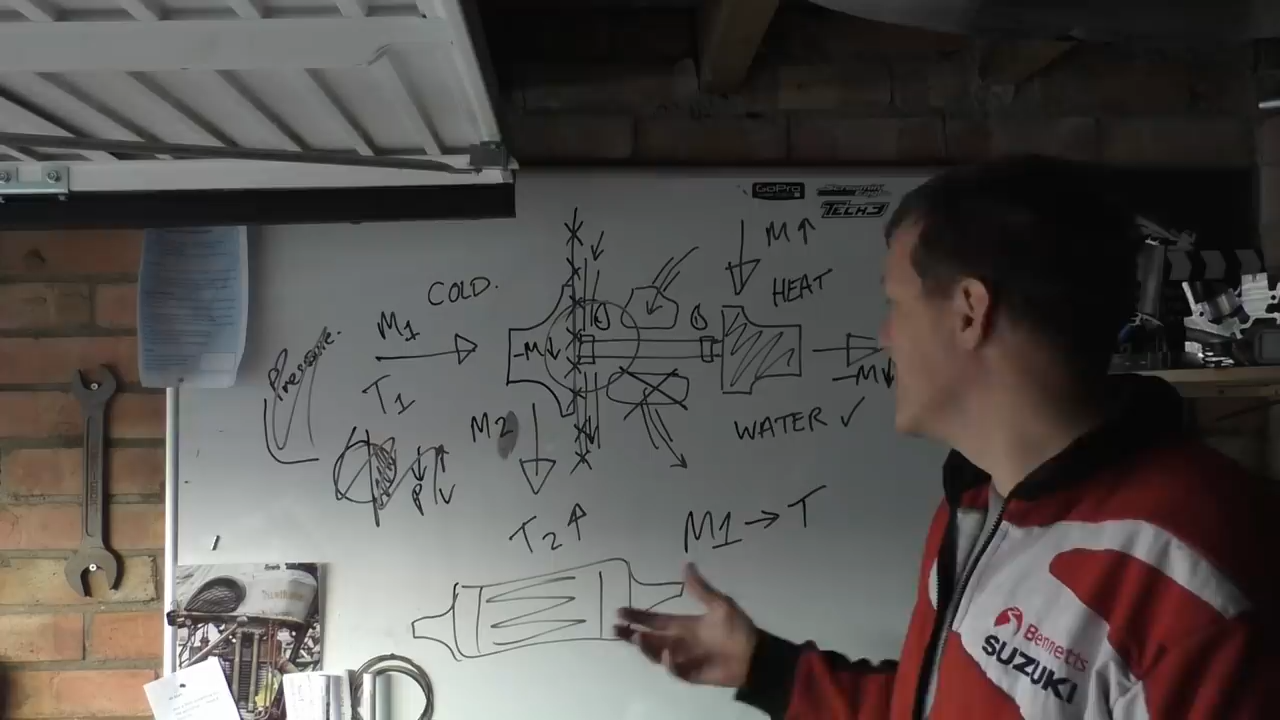 GoPro
TECH3
M↑
COLD.
HEAT
M1
Pressure.
-M↓
T1
-M↓
M2
WATER ✓
P↓
V
T2↑
M1→T
Bennetts
SUZUKI